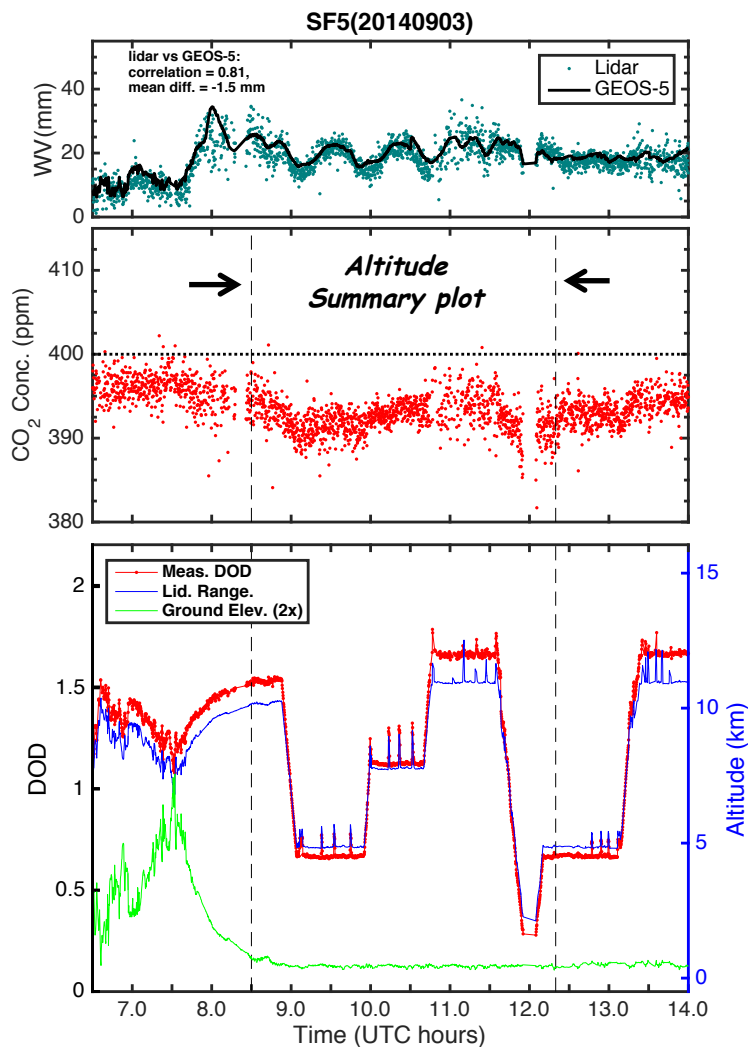 SF5(20140903)
lidar vs GEOS-5:
correlation = 0.81,
mean diff. = -1.5 mm
Lidar
GEOS-5
WV(mm)
40
20
0
Altitude
Summary plot
CO2 Conc. (ppm)
410
400
390
380
Meas. DOD
Lid. Range.
Ground Elev. (2x)
DOD
2
1.5
1
0.5
0
15
10
5
0
Altitude (km)
7.0 8.0 9.0 10.0 11.0 12.0 13.0 14.0
Time (UTC hours)